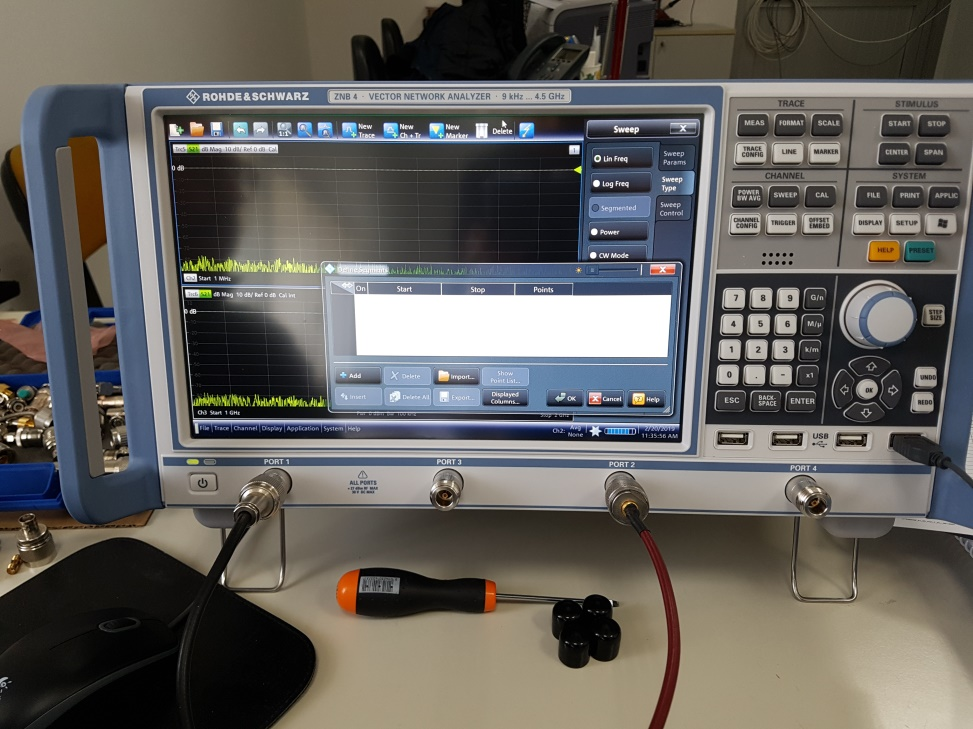 ROHDE & SCHWARZ
ZNB 4 · VECTOR NETWORK ANALYZER · 9 kHz ... 4.5 GHz
New Trace
New Ch + Tr
New Marker
Delete
Trc5 S21 dB Mag 10 dB/ Ref 0 dB Cal
1
0 dB
Ch2 Start 1 MHz
S21 dB Mag 10 dB/ Ref 0 dB Cal int
0 dB
Ch3 Start 1 GHz
Sweep
Lin Freq
Log Freq
Segmented
Power
CW Mode
Sweep Params
Sweep Type
Sweep Control
On
Start
Stop
Points
Add
Delete
Import...
Show Point List...
Insert
Delete All
Export...
Displayed Columns...
OK
Cancel
Help
File Trace Channel Display Application System Help
Ch2: Avg None
11:35:56 AM
TRACE
MEAS
FORMAT
SCALE
TRACE CONFIG
LINE
MARKER
CHANNEL
POWER BW AVG
SWEEP
CAL
CHANNEL CONFIG
TRIGGER
OFFSET EMBED
STIMULUS
START
STOP
CENTER
SPAN
SYSTEM
FILE
PRINT
APPLIC
DISPLAY
SETUP
HELP
PRESET
7
8
9
G/n
4
5
6
M/µ
1
2
3
k/m
0
.
-
x1
ESC
BACK-SPACE
ENTER
STEP SIZE
OK
UNDO
REDO
USB
PORT 1
ALL PORTS
PORT 3
PORT 2
PORT 4